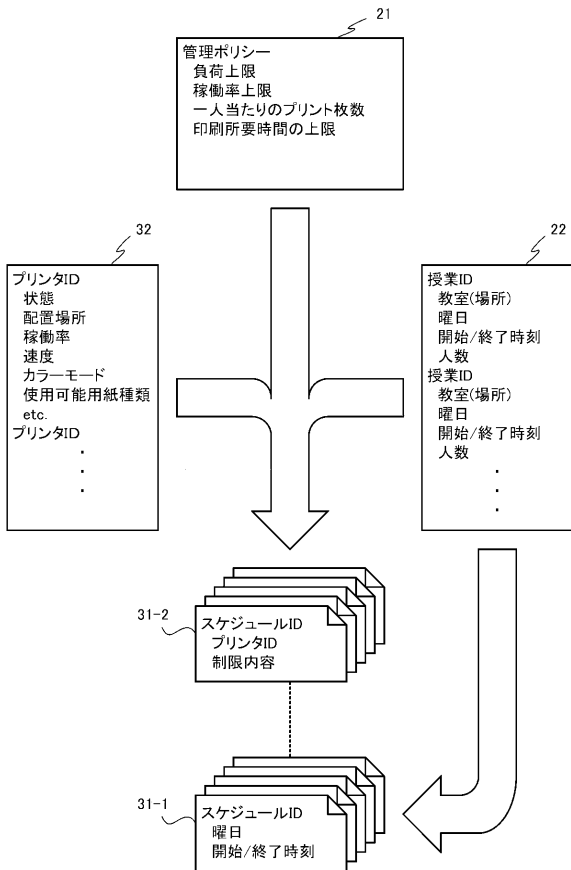 21
管理ポリシー
負荷上限
稼働率上限
一人当たりのプリント枚数
印刷所要時間の上限
32
プリンタID
状態
配置場所
稼働率
速度
カラーモード
使用可能用紙種類
etc.
プリンタID
・
・
・
22
授業ID
教室(場所)
曜日
開始/終了時刻
人数
授業ID
教室(場所)
曜日
開始/終了時刻
人数
・
・
・
31-2
スケジュールID
プリンタID
制限内容
31-1
スケジュールID
曜日
開始/終了時刻